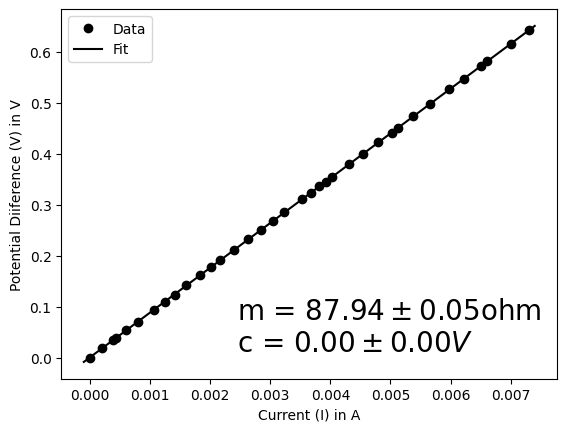 Data
Fit
0.6
0.5
0.4
0.3
0.2
0.1
0.0
Potential Diiference (V) in V
m = 87.94 ± 0.05ohm
c = 0.00 ± 0.00V
0.000 0.001 0.002 0.003 0.004 0.005 0.006 0.007
Current (I) in A